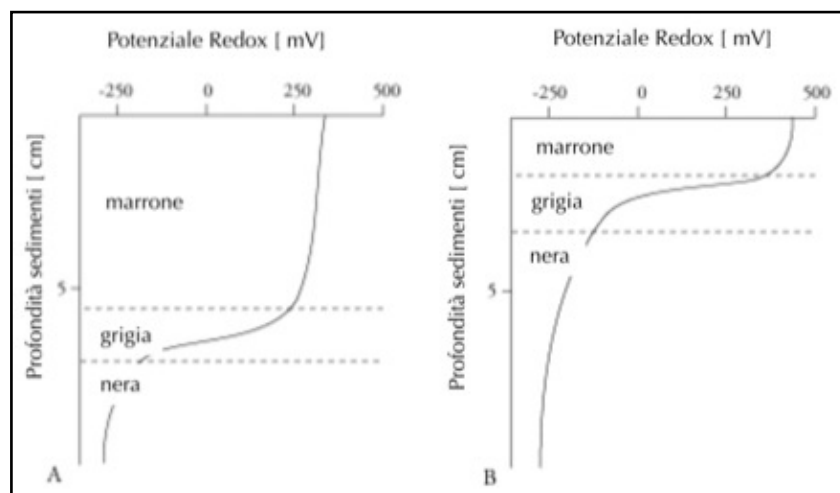 Potenziale Redox [ mV]
-250 0 250 500
Profondità sedimenti [ cm]
marrone
5
grigia
nera
A
Potenziale Redox [ mV]
-250 0 250 500
Profondità sedimenti [ cm]
marrone
grigia
nera
5
B